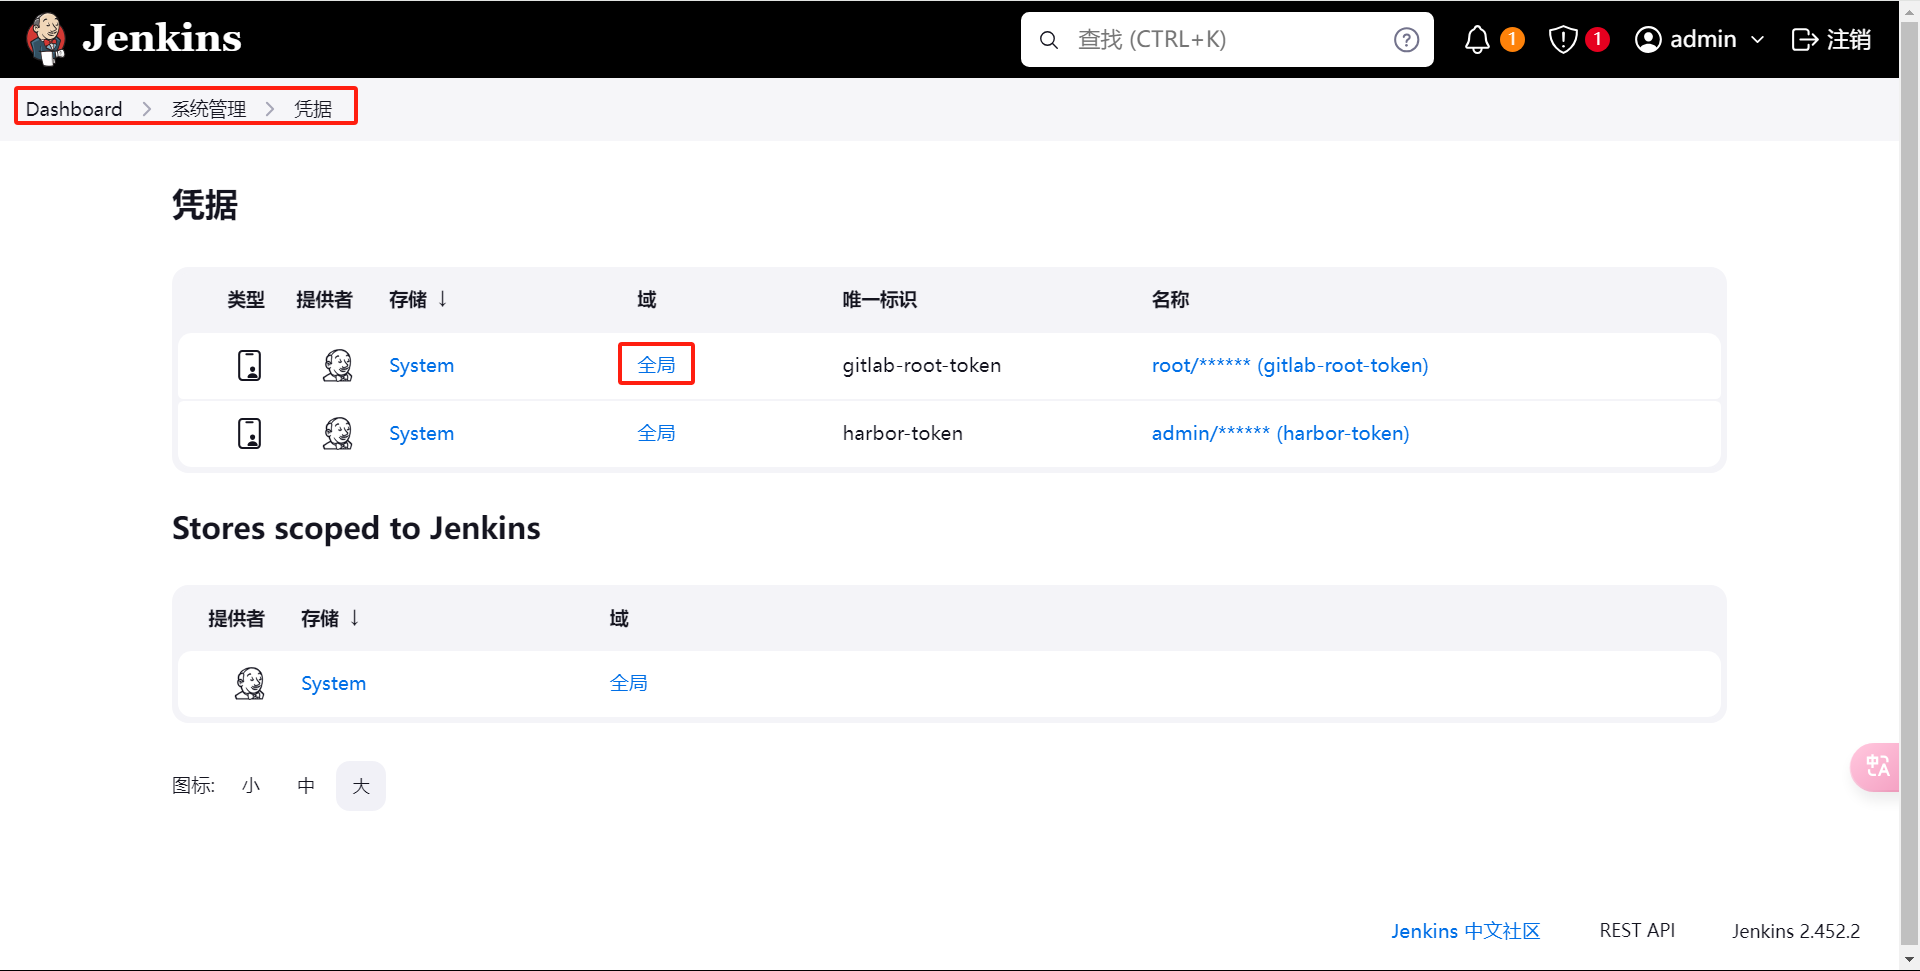 Jenkins
查找 (CTRL+K)
1
1
admin
注销
Dashboard
系统管理
凭据
凭据
类型 提供者 存储 ↓ 域 唯一标识 名称
System 全局 gitlab-root-token root/****** (gitlab-root-token)
System 全局 harbor-token admin/****** (harbor-token)
Stores scoped to Jenkins
提供者 存储 ↓ 域
System 全局
图标: 小 中 大
中A
Jenkins 中文社区 REST API Jenkins 2.452.2